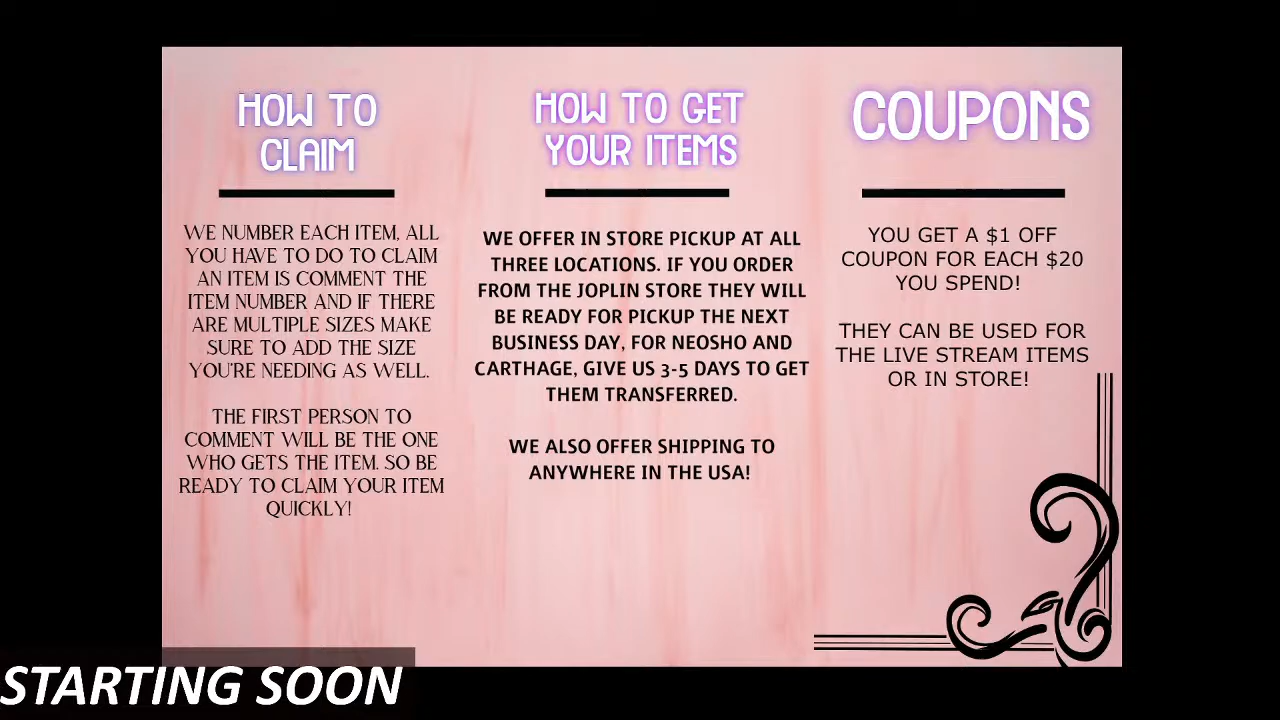 HOW TO
CLAIM
WE NUMBER EACH ITEM, ALL
YOU HAVE TO DO TO CLAIM
AN ITEM IS COMMENT THE
ITEM NUMBER AND IF THERE
ARE MULTIPLE SIZES MAKE
SURE TO ADD THE SIZE
YOU'RE NEEDING AS WELL.
THE FIRST PERSON TO
COMMENT WILL BE THE ONE
WHO GETS THE ITEM. SO BE
READY TO CLAIM YOUR ITEM
QUICKLY!
HOW TO GET
YOUR ITEMS
WE OFFER IN STORE PICKUP AT ALL
THREE LOCATIONS. IF YOU ORDER
FROM THE JOPLIN STORE THEY WILL
BE READY FOR PICKUP THE NEXT
BUSINESS DAY, FOR NEOSHO AND
CARTHAGE, GIVE US 3-5 DAYS TO GET
THEM TRANSFERRED.
WE ALSO OFFER SHIPPING TO
ANYWHERE IN THE USA!
COUPONS
YOU GET A $1 OFF
COUPON FOR EACH $20
YOU SPEND!
THEY CAN BE USED FOR
THE LIVE STREAM ITEMS
OR IN STORE!
STARTING SOON